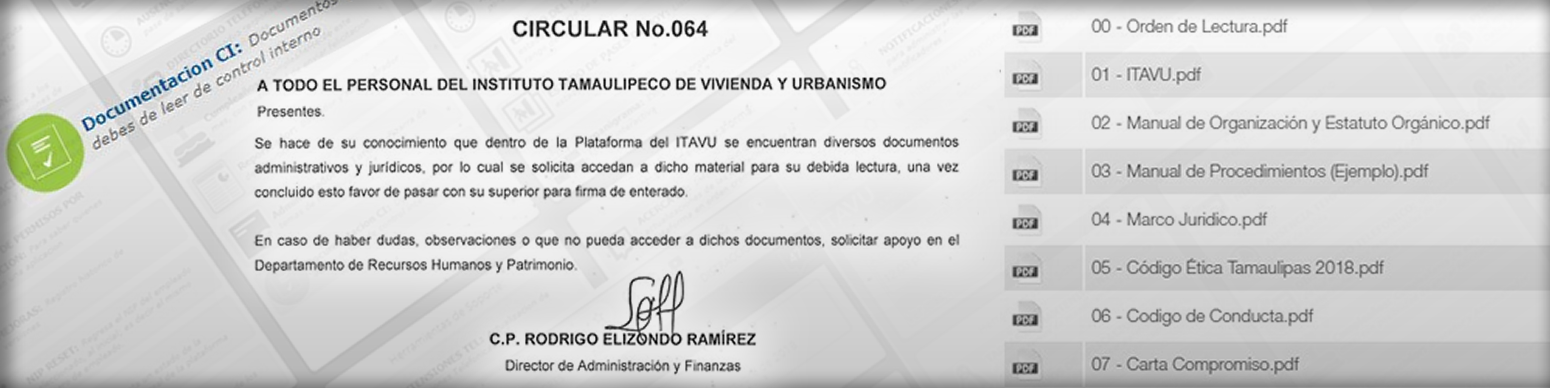 Documentacion CI: Documentos
debes de leer de control interno
CIRCULAR No.064
A TODO EL PERSONAL DEL INSTITUTO TAMAULIPECO DE VIVIENDA Y URBANISMO
Presentes.
Se hace de su conocimiento que dentro de la Plataforma del ITAVU se encuentran diversos documentos
administrativos y jurídicos, por lo cual se solicita accedan a dicho material para su debida lectura, una vez
concluido esto favor de pasar con su superior para firma de enterado.
En caso de haber dudas, observaciones o que no pueda acceder a dichos documentos, solicitar apoyo en el
Departamento de Recursos Humanos y Patrimonio.
C.P. RODRIGO ELIZONDO RAMÍREZ
Director de Administración y Finanzas
PDF 00 - Orden de Lectura.pdf
PDF 01 - ITAVU.pdf
PDF 02 - Manual de Organización y Estatuto Orgánico.pdf
PDF 03 - Manual de Procedimientos (Ejemplo).pdf
PDF 04 - Marco Juridico.pdf
PDF 05 - Código Ética Tamaulipas 2018.pdf
PDF 06 - Codigo de Conducta.pdf
PDF 07 - Carta Compromiso.pdf